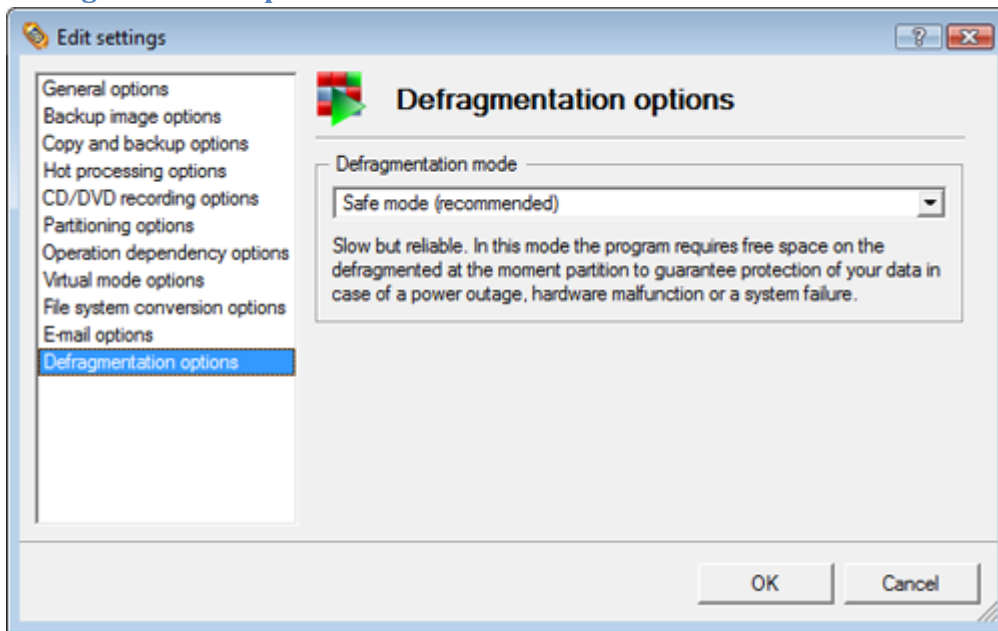 Edit settings
General options
Backup image options
Copy and backup options
Hot processing options
CD/DVD recording options
Partitioning options
Operation dependency options
Virtual mode options
File system conversion options
E-mail options
Defragmentation options
Defragmentation options
Defragmentation mode
Safe mode (recommended)
Slow but reliable. In this mode the program requires free space on the
defragmented at the moment partition to guarantee protection of your data in
case of a power outage, hardware malfunction or a system failure.
OK
Cancel